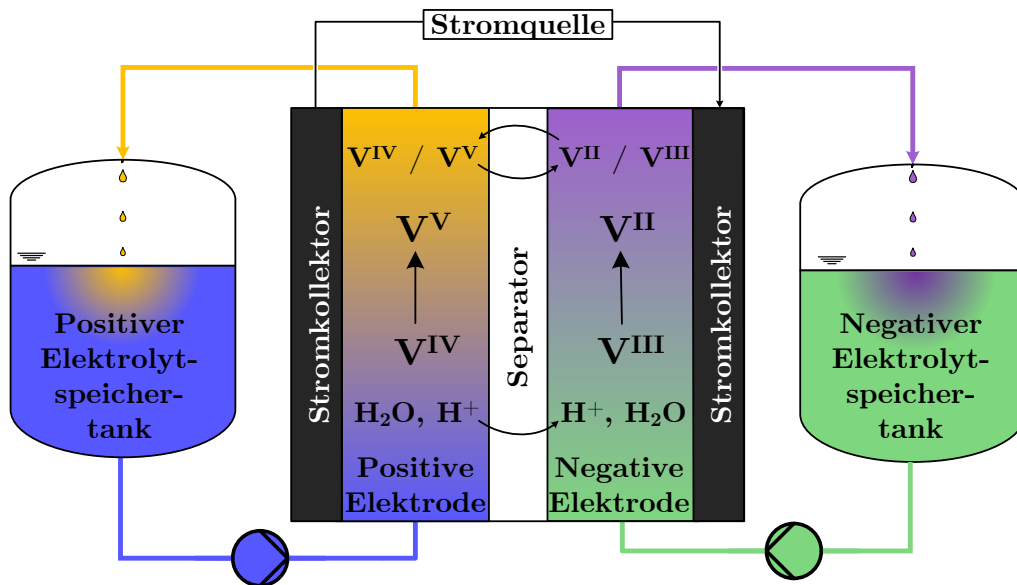 Stromquelle
V^IV / V^V
V^II / V^III
V^V
V^II
Stromkollektor
Separator
Stromkollektor
Positiver
Elektrolyt-
speicher-
tank
V^IV
V^III
Negativer
Elektrolyt-
speicher-
tank
H₂O, H⁺
H⁺, H₂O
Positive
Elektrode
Negative
Elektrode